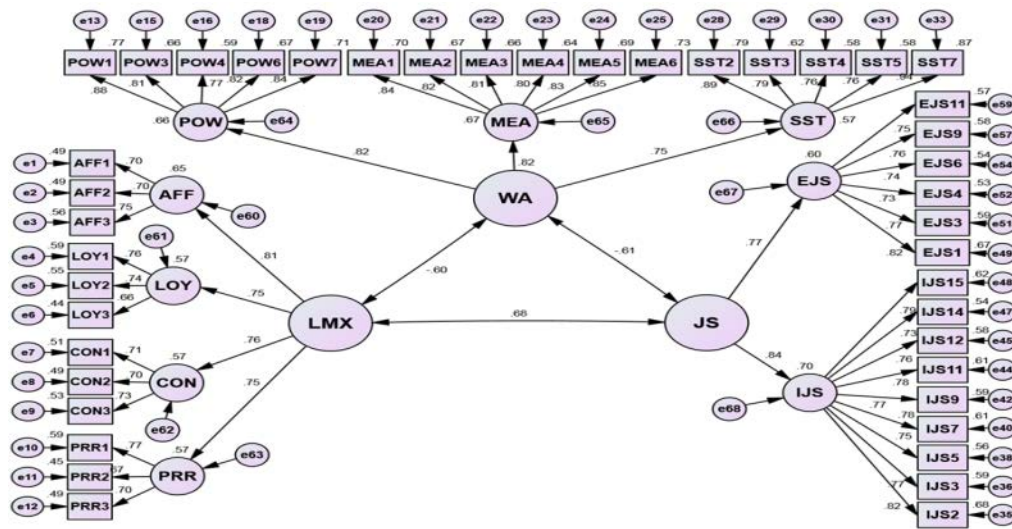 e13 e15 e16 e18 e19 e20 e21 e22 e23 e24 e25 e28 e29 e30 e31 e33
.77 .66 .59 .67 .71 .70 .67 .66 .64 .69 .73 .79 .62 .58 .58 .87
POW1 POW3 POW4 POW6 POW7 MEA1 MEA2 MEA3 MEA4 MEA5 MEA6 SST2 SST3 SST4 SST5 SST7
.88 .81 .77 .82 .84 .84 .82 .81 .80 .83 .85 .89 .79 .76 .76 .94
.66 POW e64 .67 MEA e65 e66 SST .57
EJS11 .57 e59
.82 .82 .75
.75 EJS9 .58 e57
.76 EJS6 .54 e54
.74 EJS4 .53 e52
.73 EJS3 .59 e51
.77 EJS1 .67 e49
.82
.60 EJS e67
e1 .49 AFF1 .70
e2 .49 AFF2 .70
e3 .56 AFF3 .75
.65 AFF e60
WA
.81 -.60 -.61 .77
e4 .59 LOY1 .76
e5 .55 LOY2 .74
e6 .44 LOY3 .66
e61 .57 LOY .75
LMX .68 JS
IJS15 .62 e48
.79 IJS14 .54 e47
.73 IJS12 .58 e45
.76 IJS11 .61 e44
.78 IJS9 .59 e42
.77 IJS7 .61 e40
.78 IJS5 .56 e38
.75 IJS3 .59 e36
.77 IJS2 .68 e35
.82
.84 .70 IJS e68
e7 .51 CON1 .71
e8 .49 CON2 .70
e9 .53 CON3 .73
.57 CON e62 .76
e10 .59 PRR1 .77
e11 .45 PRR2 .67
e12 .49 PRR3 .70
.57 PRR e63 .75